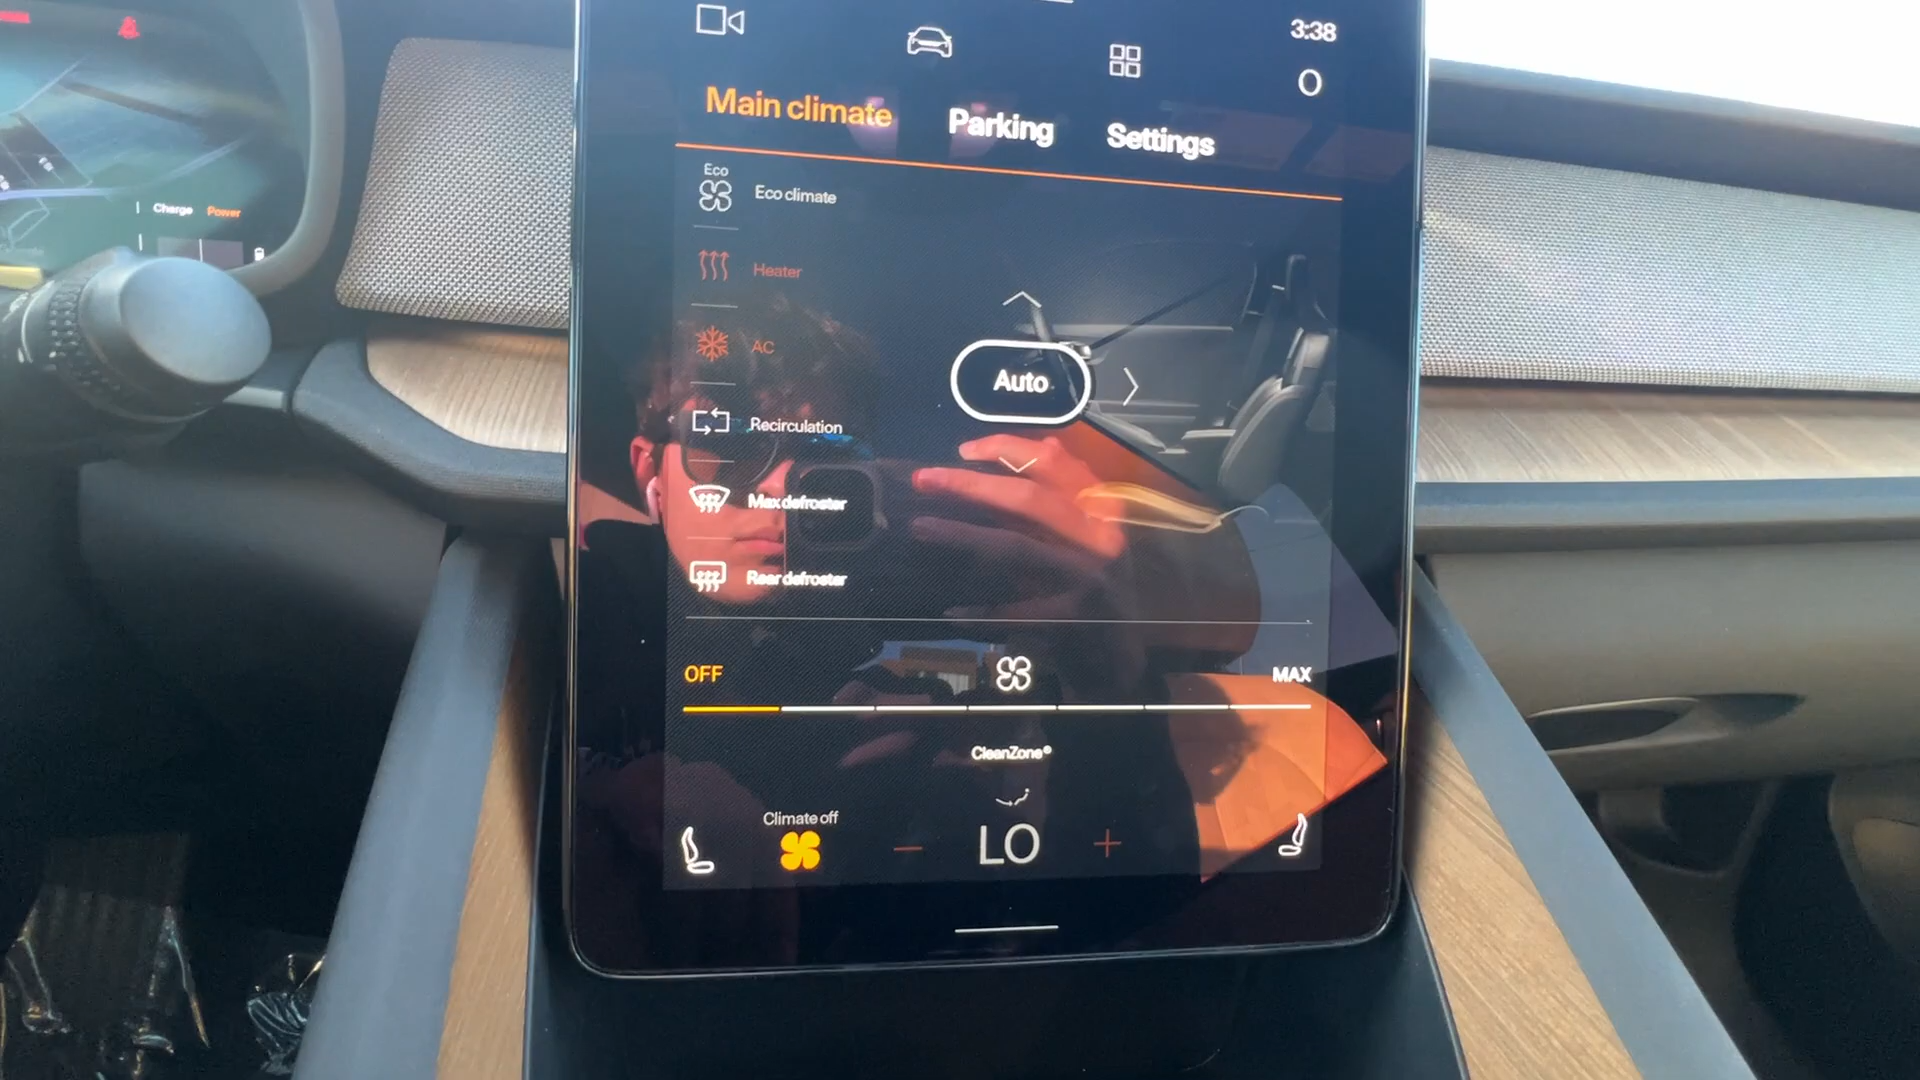 3:38
Main climate Parking Settings
Eco
Eco climate
Heater
AC
Auto
Recirculation
Max defroster
Rear defroster
Charge Power
OFF MAX
CleanZone®
Climate off
LO